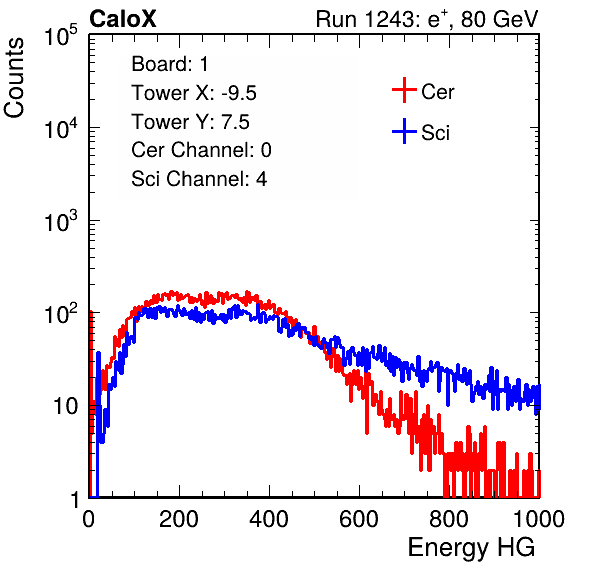 CaloX Run 1243: e⁺, 80 GeV
Counts
10⁵
10⁴
10³
10²
10
1
Board: 1
Tower X: -9.5
Tower Y: 7.5
Cer Channel: 0
Sci Channel: 4
Cer
Sci
0 200 400 600 800 1000
Energy HG